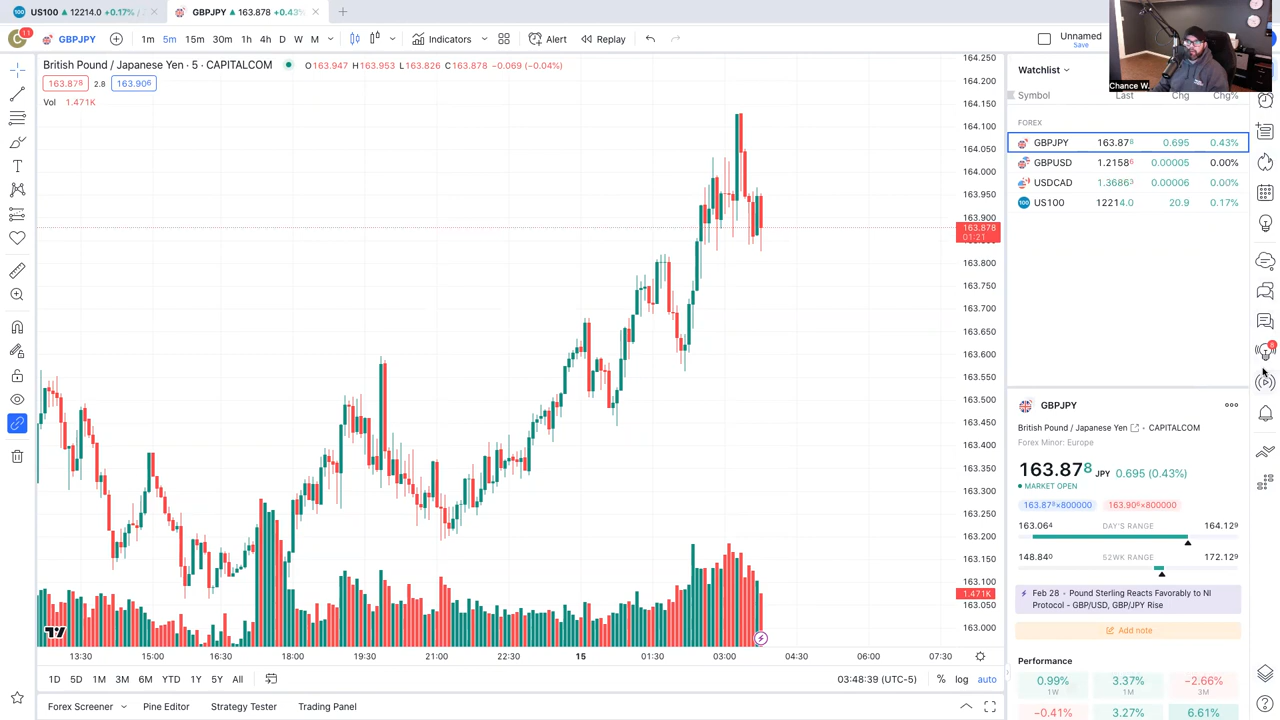 US100 ▲ 12214.0 +0.17% /
GBPJPY ▲ 163.878 +0.43%
11
GBPJPY
1m 5m 15m 30m 1h 4h D W M
Indicators
Alert
Replay
Unnamed
Save
Chance W.
British Pound / Japanese Yen · 5 · CAPITALCOM
O163.947 H163.953 L163.826 C163.878 −0.069 (−0.04%)
163.878 2.8 163.906
Vol 1.471K
164.250
164.200
164.150
164.100
164.050
164.000
163.950
163.900
163.878
01:21
163.800
163.750
163.700
163.650
163.600
163.550
163.500
163.450
163.400
163.350
163.300
163.250
163.200
163.150
163.100
1.471K
163.050
163.000
13:30 15:00 16:30 18:00 19:30 21:00 22:30 15 01:30 03:00 04:30 06:00 07:30
1D 5D 1M 3M 6M YTD 1Y 5Y All
03:48:39 (UTC-5) % log auto
Forex Screener Pine Editor Strategy Tester Trading Panel
Watchlist
Symbol Last Chg Chg%
FOREX
GBPJPY 163.878 0.695 0.43%
GBPUSD 1.21586 0.00005 0.00%
USDCAD 1.36863 0.00006 0.00%
US100 12214.0 20.9 0.17%
GBPJPY
British Pound / Japanese Yen · CAPITALCOM
Forex Minor: Europe
163.878 JPY 0.695 (0.43%)
MARKET OPEN
163.878×800000 163.906×800000
163.064 DAY'S RANGE 164.129
148.840 52WK RANGE 172.129
Feb 28 · Pound Sterling Reacts Favorably to NI
Protocol - GBP/USD, GBP/JPY Rise
Add note
Performance
0.99% 3.37% −2.66%
1W 1M 3M
−0.41% 3.27% 6.61%